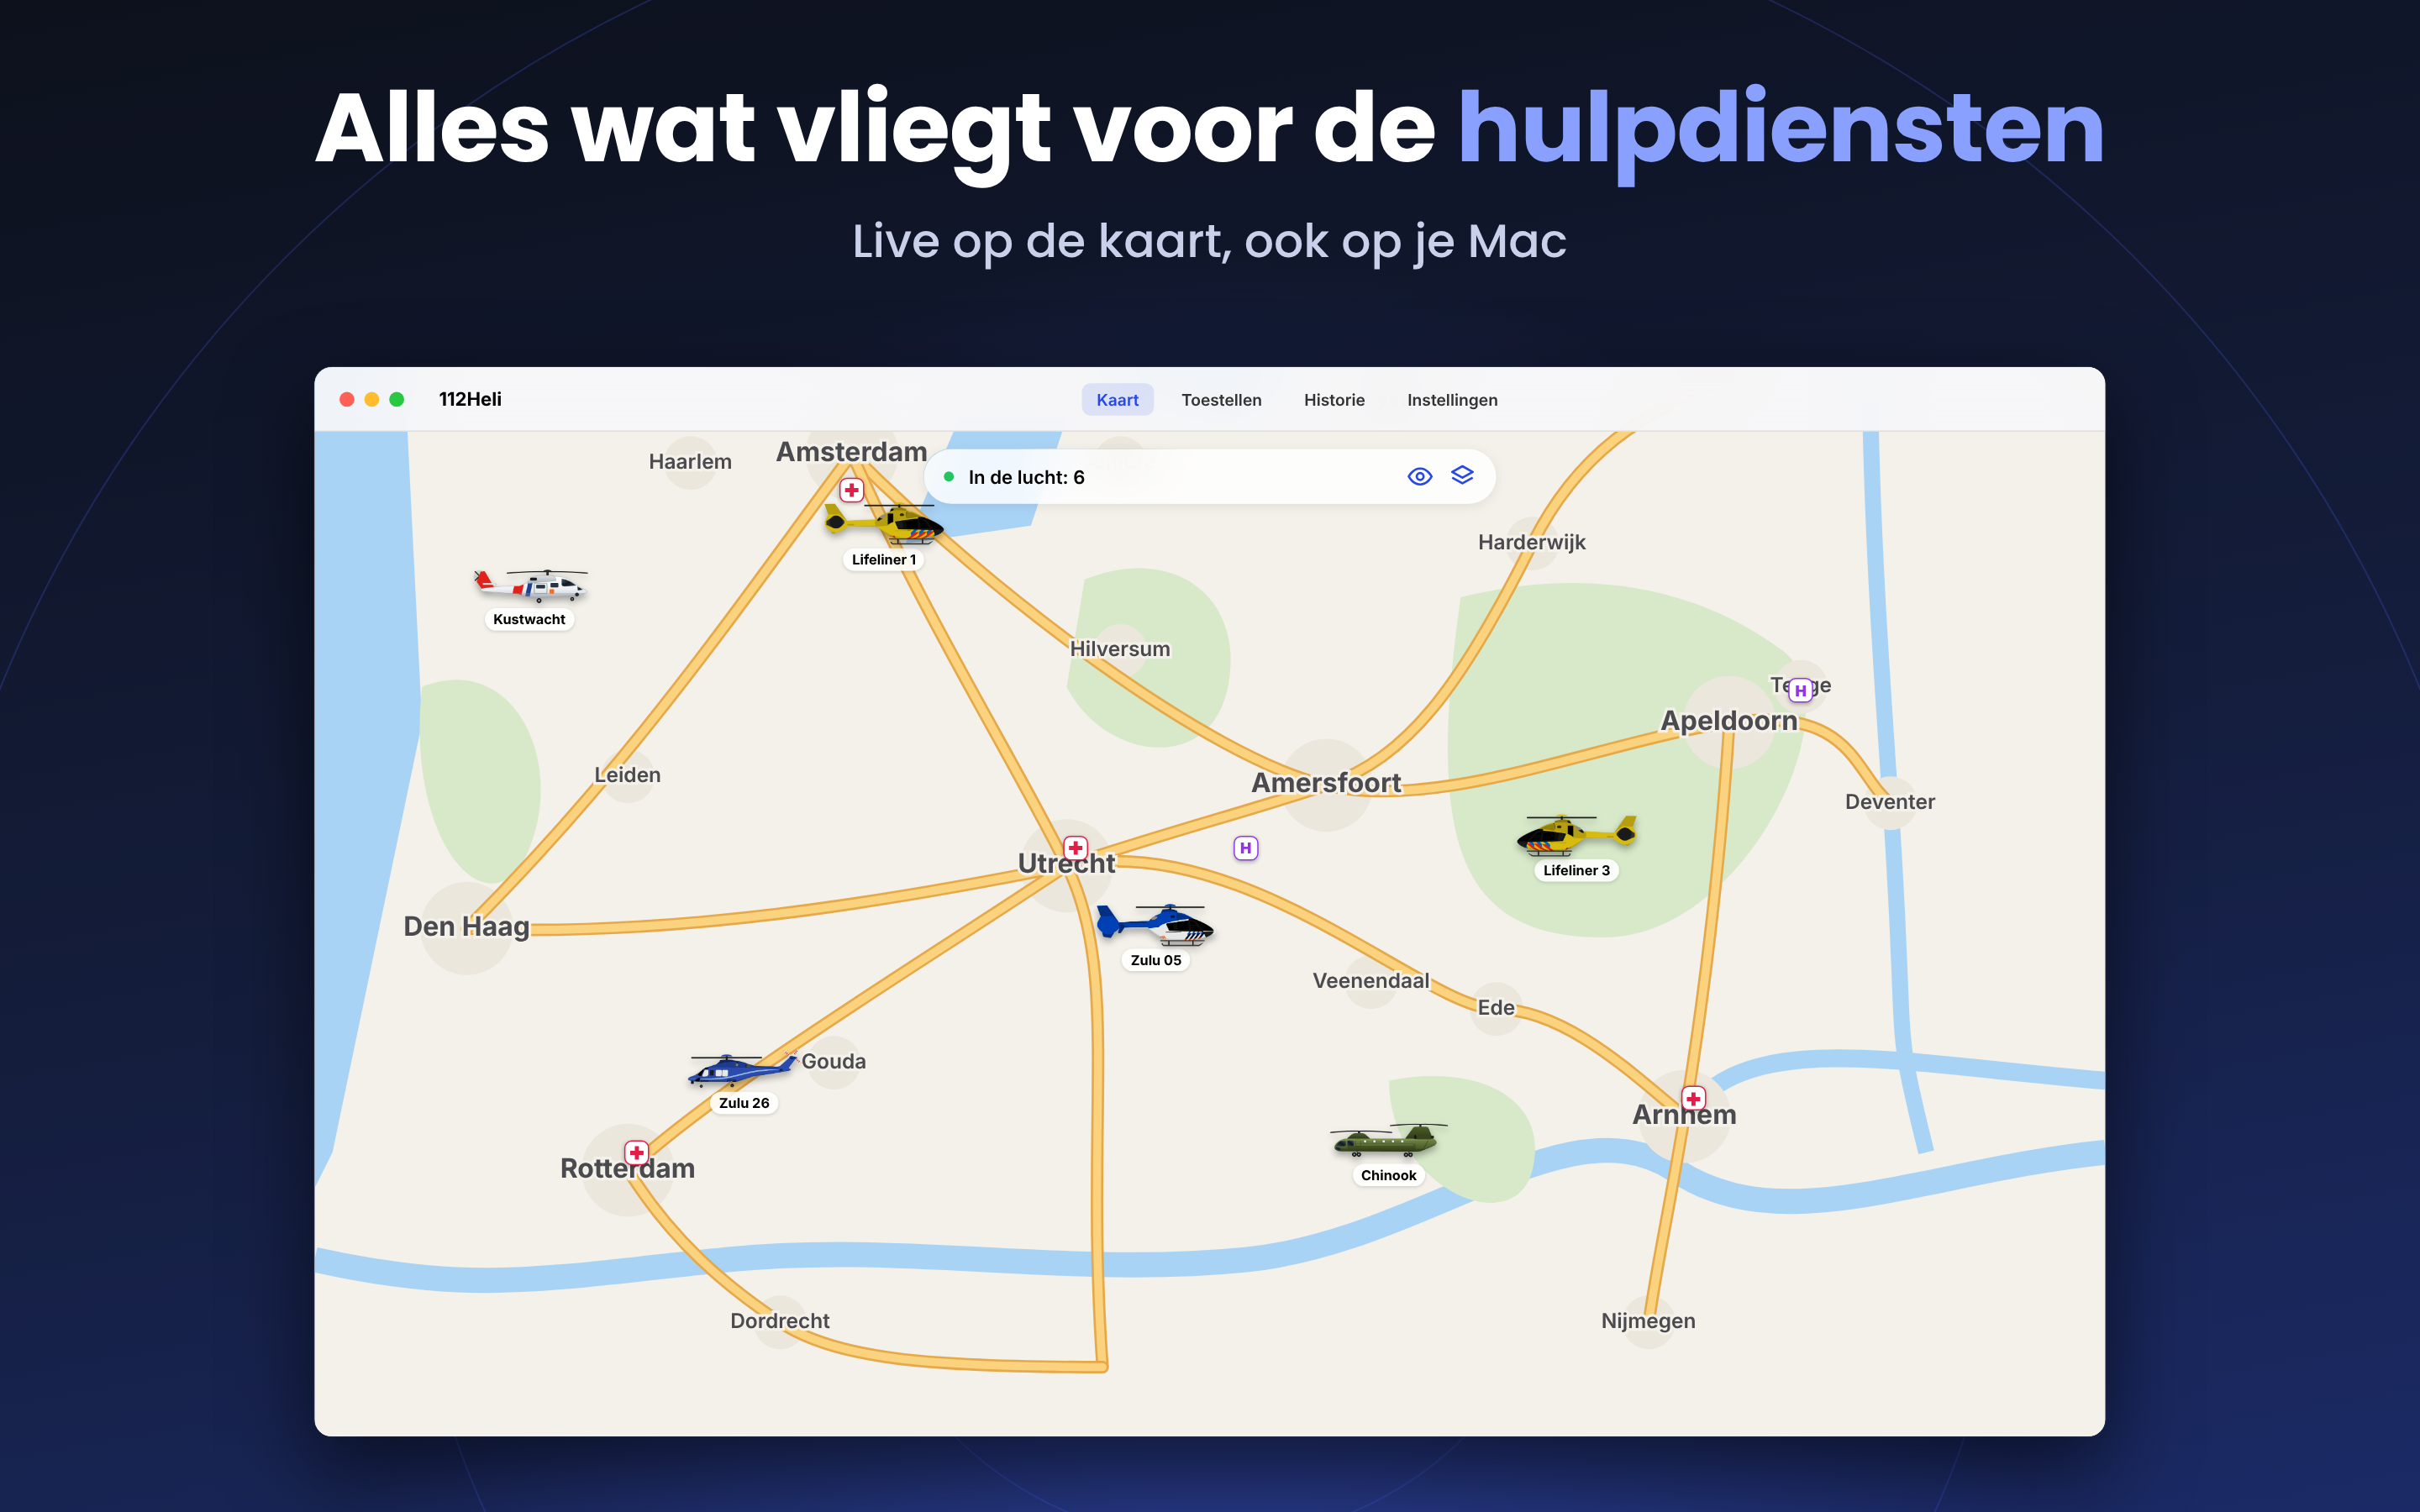 Alles wat vliegt voor de hulpdiensten
Live op de kaart, ook op je Mac
112Heli
Kaart
Toestellen
Historie
Instellingen
Haarlem
Amsterdam
In de lucht: 6
Lifeliner 1
Harderwijk
Kustwacht
Hilversum
H
Apeldoorn
Leiden
Amersfoort
Deventer
Utrecht
H
Lifeliner 3
Den Haag
Zulu 05
Veenendaal
Ede
Gouda
Zulu 26
Arnhem
Rotterdam
Chinook
Dordrecht
Nijmegen